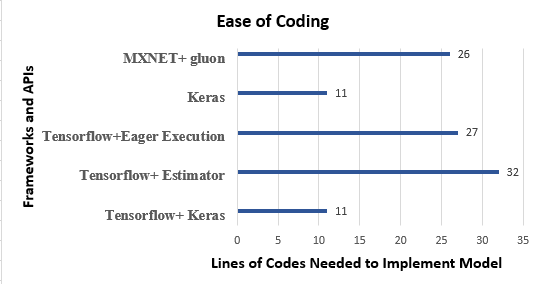 Ease of Coding
Frameworks and APIs
MXNET+ gluon
26
Keras
11
Tensorflow+Eager Execution
27
Tensorflow+ Estimator
32
Tensorflow+ Keras
11
0 5 10 15 20 25 30 35
Lines of Codes Needed to Implement Model